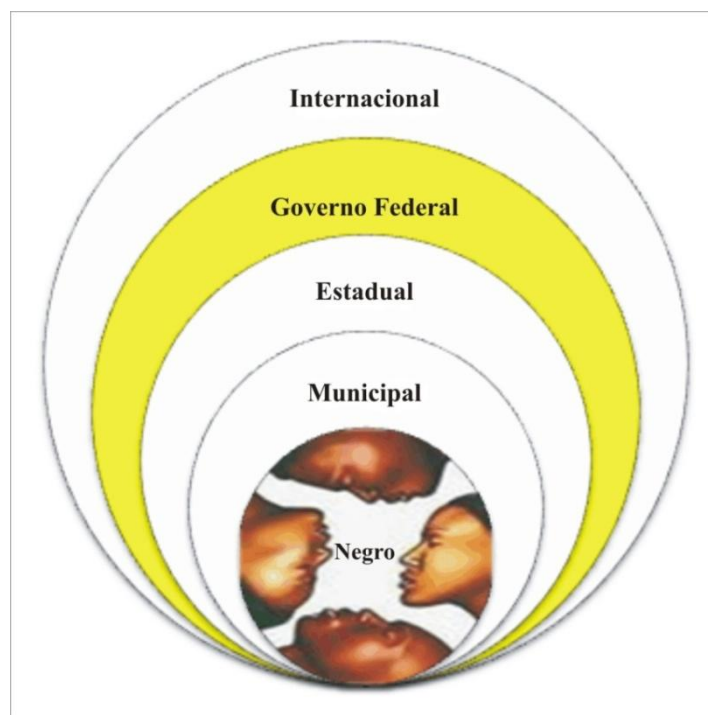 Internacional
Governo Federal
Estadual
Municipal
Negro